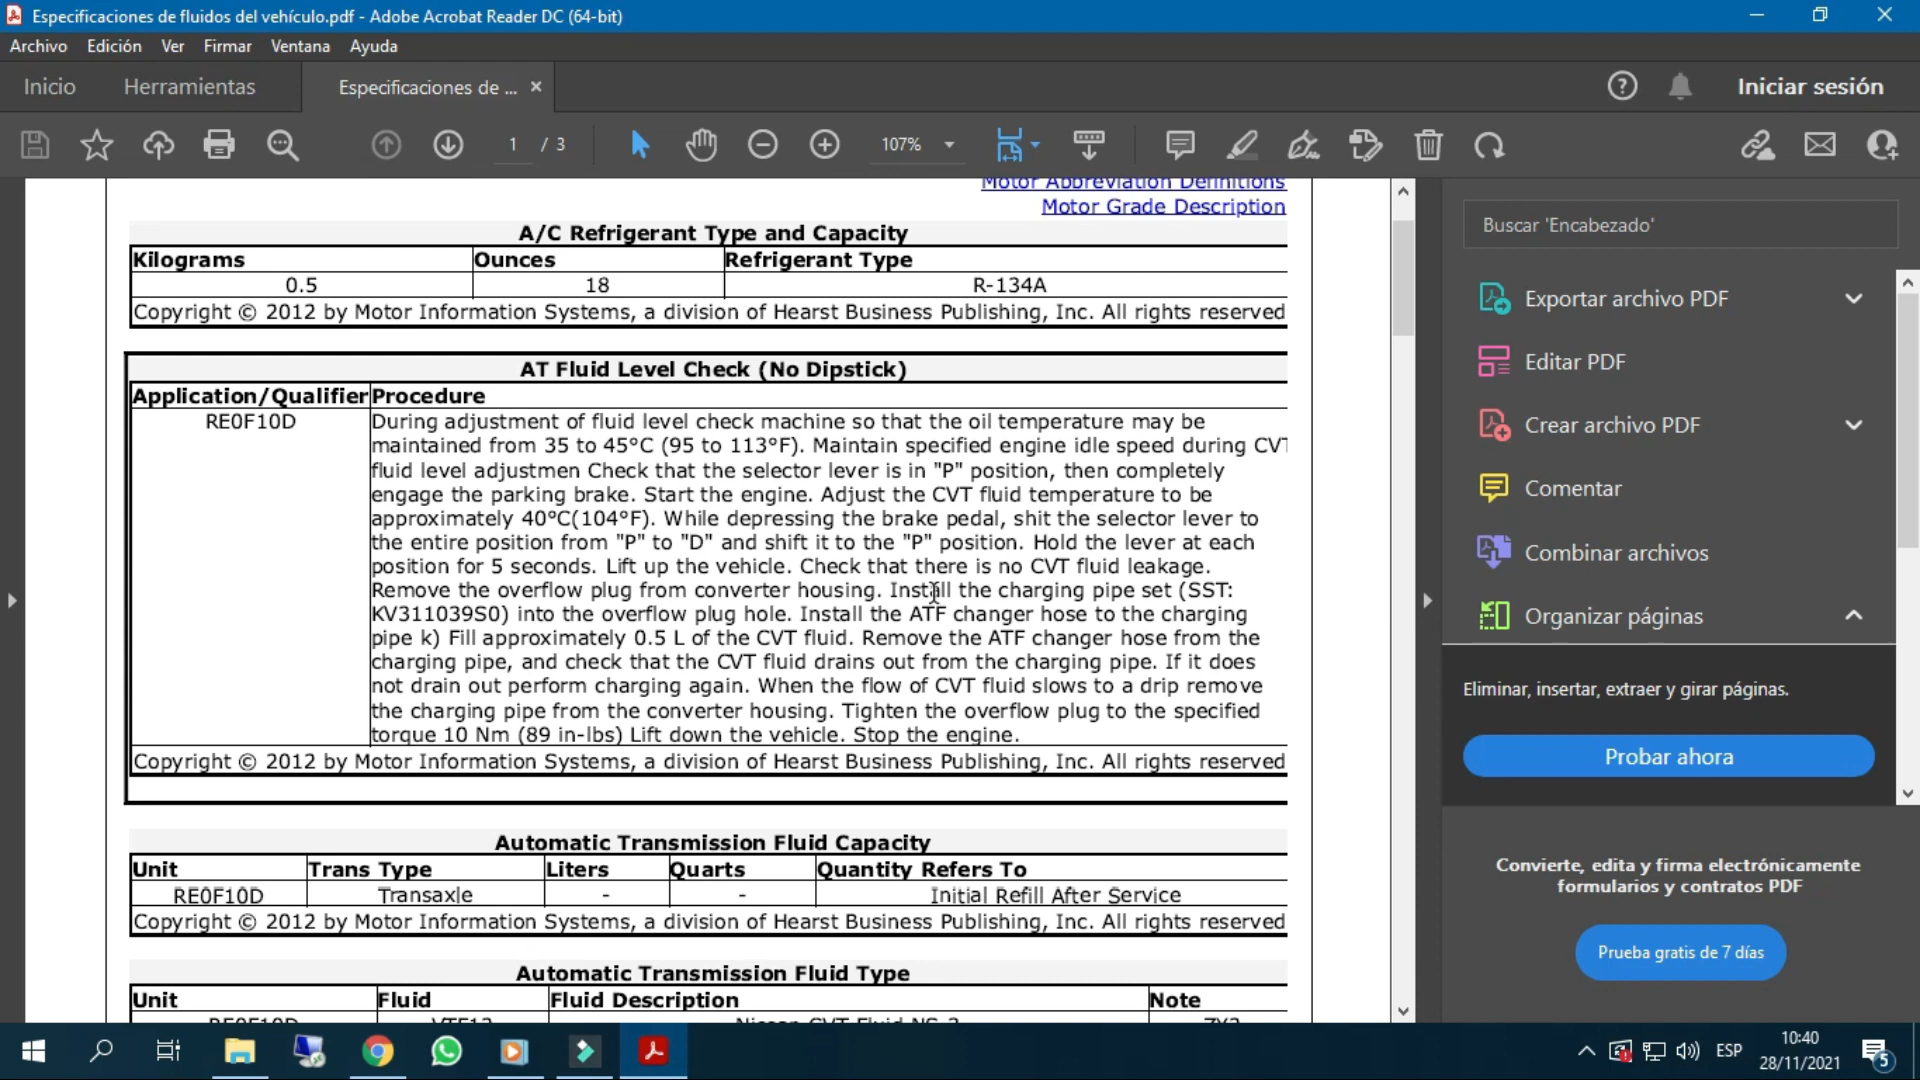 Especificaciones de fluidos del vehículo.pdf - Adobe Acrobat Reader DC (64-bit)
Archivo Edición Ver Firmar Ventana Ayuda
Inicio Herramientas Especificaciones de ... × Iniciar sesión
1 / 3 107%
Motor Abbreviation Definitions
Motor Grade Description
A/C Refrigerant Type and Capacity
Kilograms Ounces Refrigerant Type
0.5 18 R-134A
Copyright © 2012 by Motor Information Systems, a division of Hearst Business Publishing, Inc. All rights reserved
AT Fluid Level Check (No Dipstick)
Application/Qualifier Procedure
RE0F10D During adjustment of fluid level check machine so that the oil temperature may be
maintained from 35 to 45°C (95 to 113°F). Maintain specified engine idle speed during CVT
fluid level adjustmen Check that the selector lever is in "P" position, then completely
engage the parking brake. Start the engine. Adjust the CVT fluid temperature to be
approximately 40°C(104°F). While depressing the brake pedal, shit the selector lever to
the entire position from "P" to "D" and shift it to the "P" position. Hold the lever at each
position for 5 seconds. Lift up the vehicle. Check that there is no CVT fluid leakage.
Remove the overflow plug from converter housing. Install the charging pipe set (SST:
KV311039S0) into the overflow plug hole. Install the ATF changer hose to the charging
pipe k) Fill approximately 0.5 L of the CVT fluid. Remove the ATF changer hose from the
charging pipe, and check that the CVT fluid drains out from the charging pipe. If it does
not drain out perform charging again. When the flow of CVT fluid slows to a drip remove
the charging pipe from the converter housing. Tighten the overflow plug to the specified
torque 10 Nm (89 in-lbs) Lift down the vehicle. Stop the engine.
Copyright © 2012 by Motor Information Systems, a division of Hearst Business Publishing, Inc. All rights reserved
Automatic Transmission Fluid Capacity
Unit Trans Type Liters Quarts Quantity Refers To
RE0F10D Transaxle - - Initial Refill After Service
Copyright © 2012 by Motor Information Systems, a division of Hearst Business Publishing, Inc. All rights reserved
Automatic Transmission Fluid Type
Unit Fluid Fluid Description Note
RE0F10D Nissan CVT Fluid NS-3
Buscar 'Encabezado'
Exportar archivo PDF
Editar PDF
Crear archivo PDF
Comentar
Combinar archivos
Organizar páginas
Eliminar, insertar, extraer y girar páginas.
Probar ahora
Convierte, edita y firma electrónicamente
formularios y contratos PDF
Prueba gratis de 7 días
ESP
10:40
28/11/2021
5